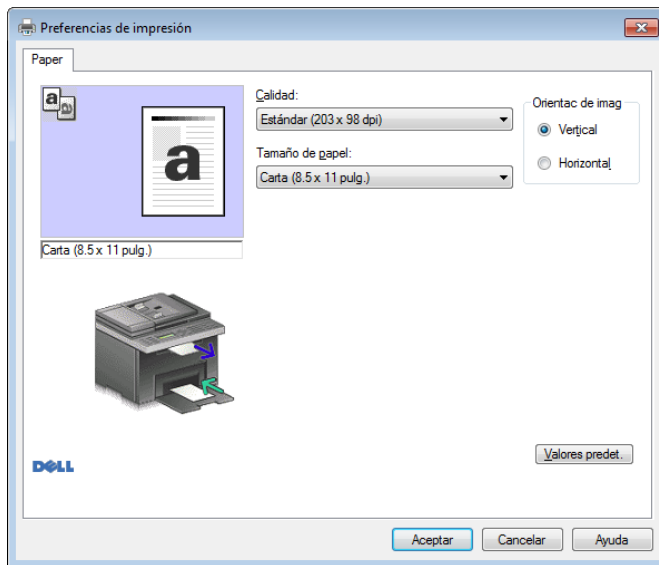 Preferencias de impresión
Paper
a
a
a
Calidad:
Estándar (203 x 98 dpi)
Tamaño de papel:
Carta (8.5 x 11 pulg.)
Orientac de imag
Vertical
Horizontal
Carta (8.5 x 11 pulg.)
DELL
Valores predet.
Aceptar
Cancelar
Ayuda